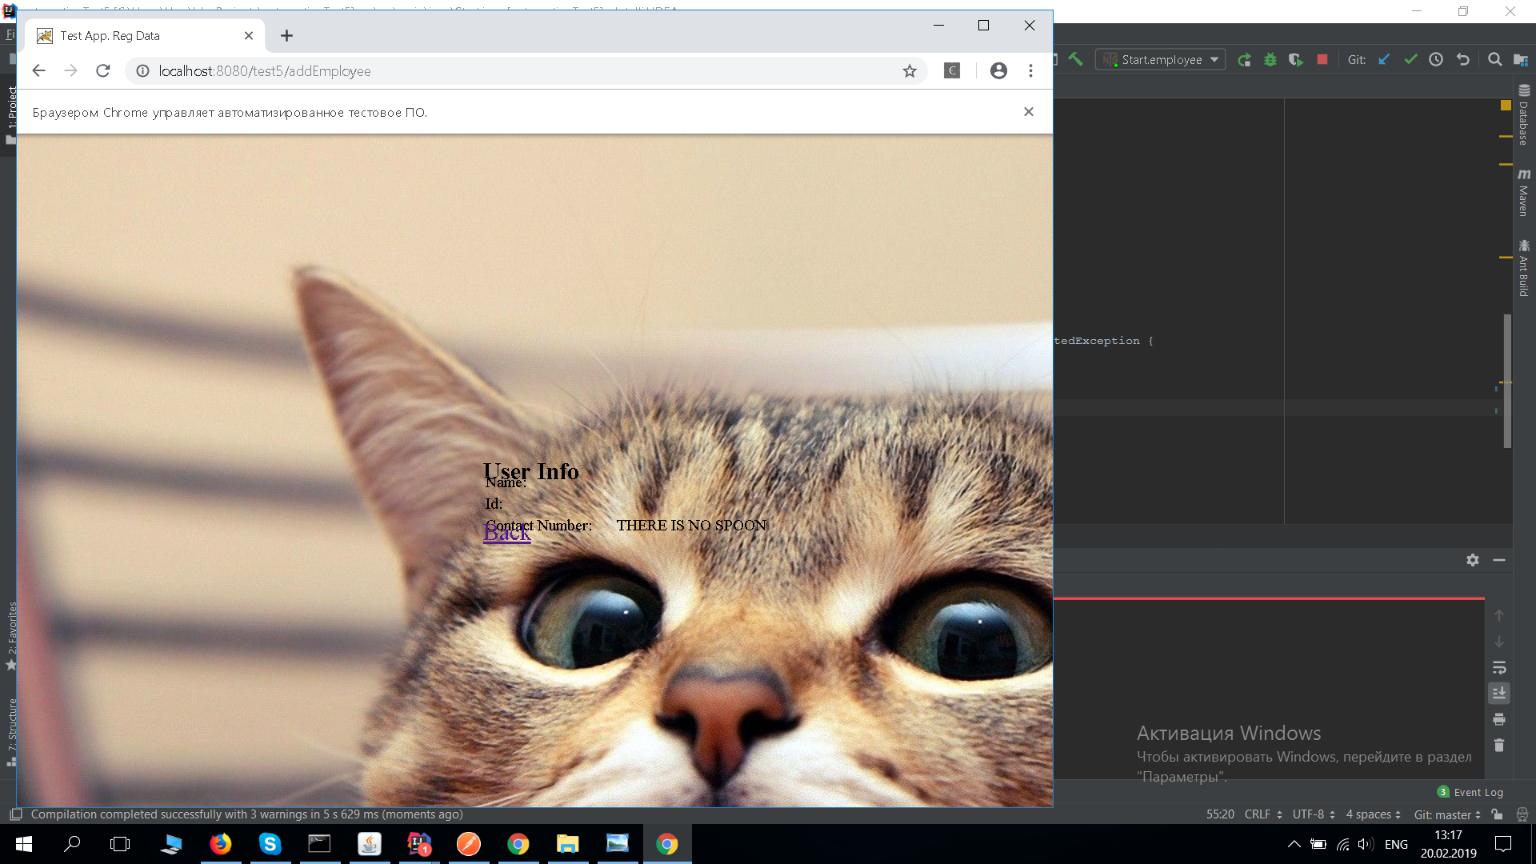 Test App. Reg Data
localhost:8080/test5/addEmployee
Браузером Chrome управляет автоматизированное тестовое ПО.
Start.employee
Git:
1: Project
Database
Maven
Ant Build
tedException {
User Info
Name:
Id:
Contact Number: THERE IS NO SPOON
Back
2: Favorites
7: Structure
Активация Windows
Чтобы активировать Windows, перейдите в раздел
"Параметры".
3 Event Log
Compilation completed successfully with 3 warnings in 5 s 629 ms (moments ago)
55:20 CRLF UTF-8 4 spaces Git: master
ENG
13:17
20.02.2019